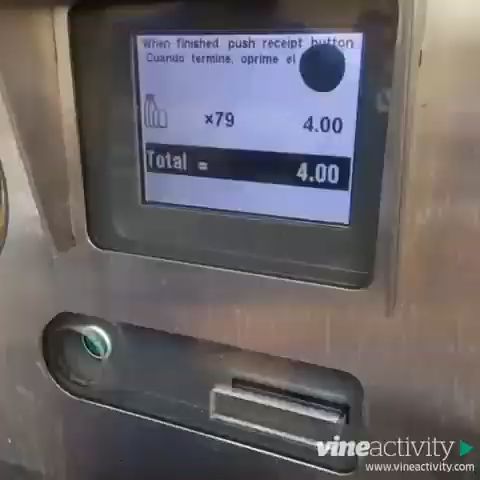 When finished push receipt button
Cuando termine, oprime el
×79 4.00
Total = 4.00
vineactivity
www.vineactivity.com